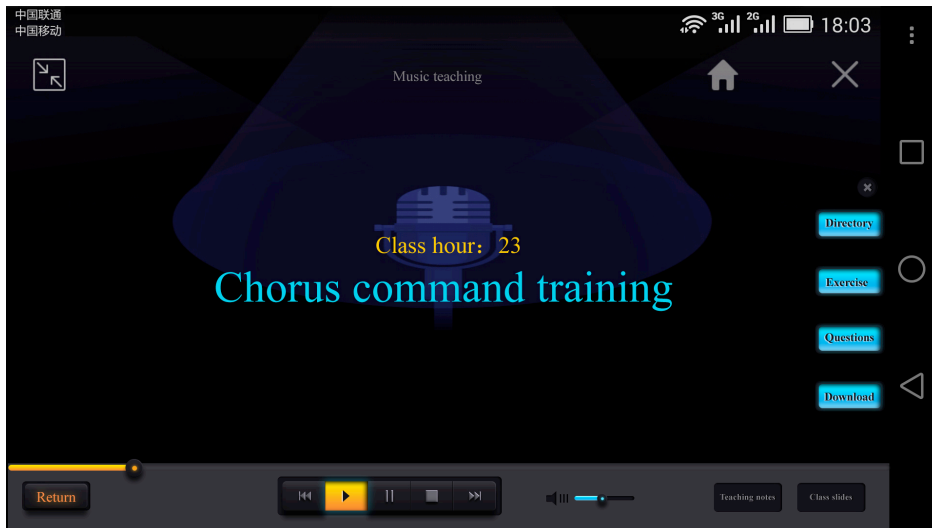 中国联通
中国移动
3G 2G 18:03
Music teaching
Class hour：23
Chorus command training
Directory
Exercise
Questions
Download
Return
Teaching notes
Class slides